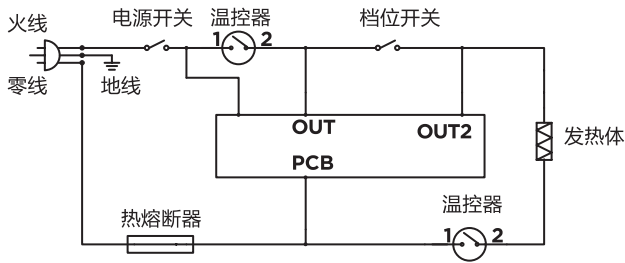 火线
电源开关
温控器
1 2
档位开关
零线
地线
OUT
OUT2
PCB
发热体
热熔断器
温控器
1 2